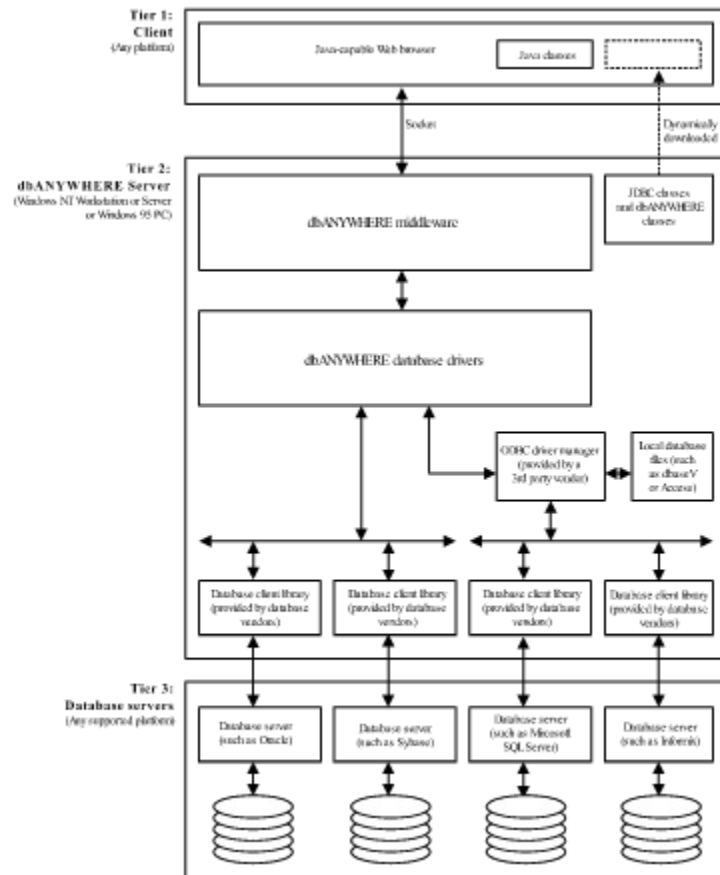 Tier 1:
Client
(Any platform)
Java-capable Web browser
Java classes
Socket
Dynamically
downloaded
Tier 2:
dbANYWHERE Server
(Windows NT Workstation or Server
or Windows 95 PC)
dbANYWHERE middleware
JDBC classes
and dbANYWHERE
classes
dbANYWHERE database drivers
ODBC driver manager
(provided by a
3rd party vendor)
Local database
files (such
as dbase V
or Access)
Database client library
(provided by database
vendors)
Database client library
(provided by database
vendors)
Database client library
(provided by database
vendors)
Database client library
(provided by database
vendors)
Tier 3:
Database servers
(Any supported platform)
Database server
(such as Oracle)
Database server
(such as Sybase)
Database server
(such as Microsoft
SQL Server)
Database server
(such as Informix)